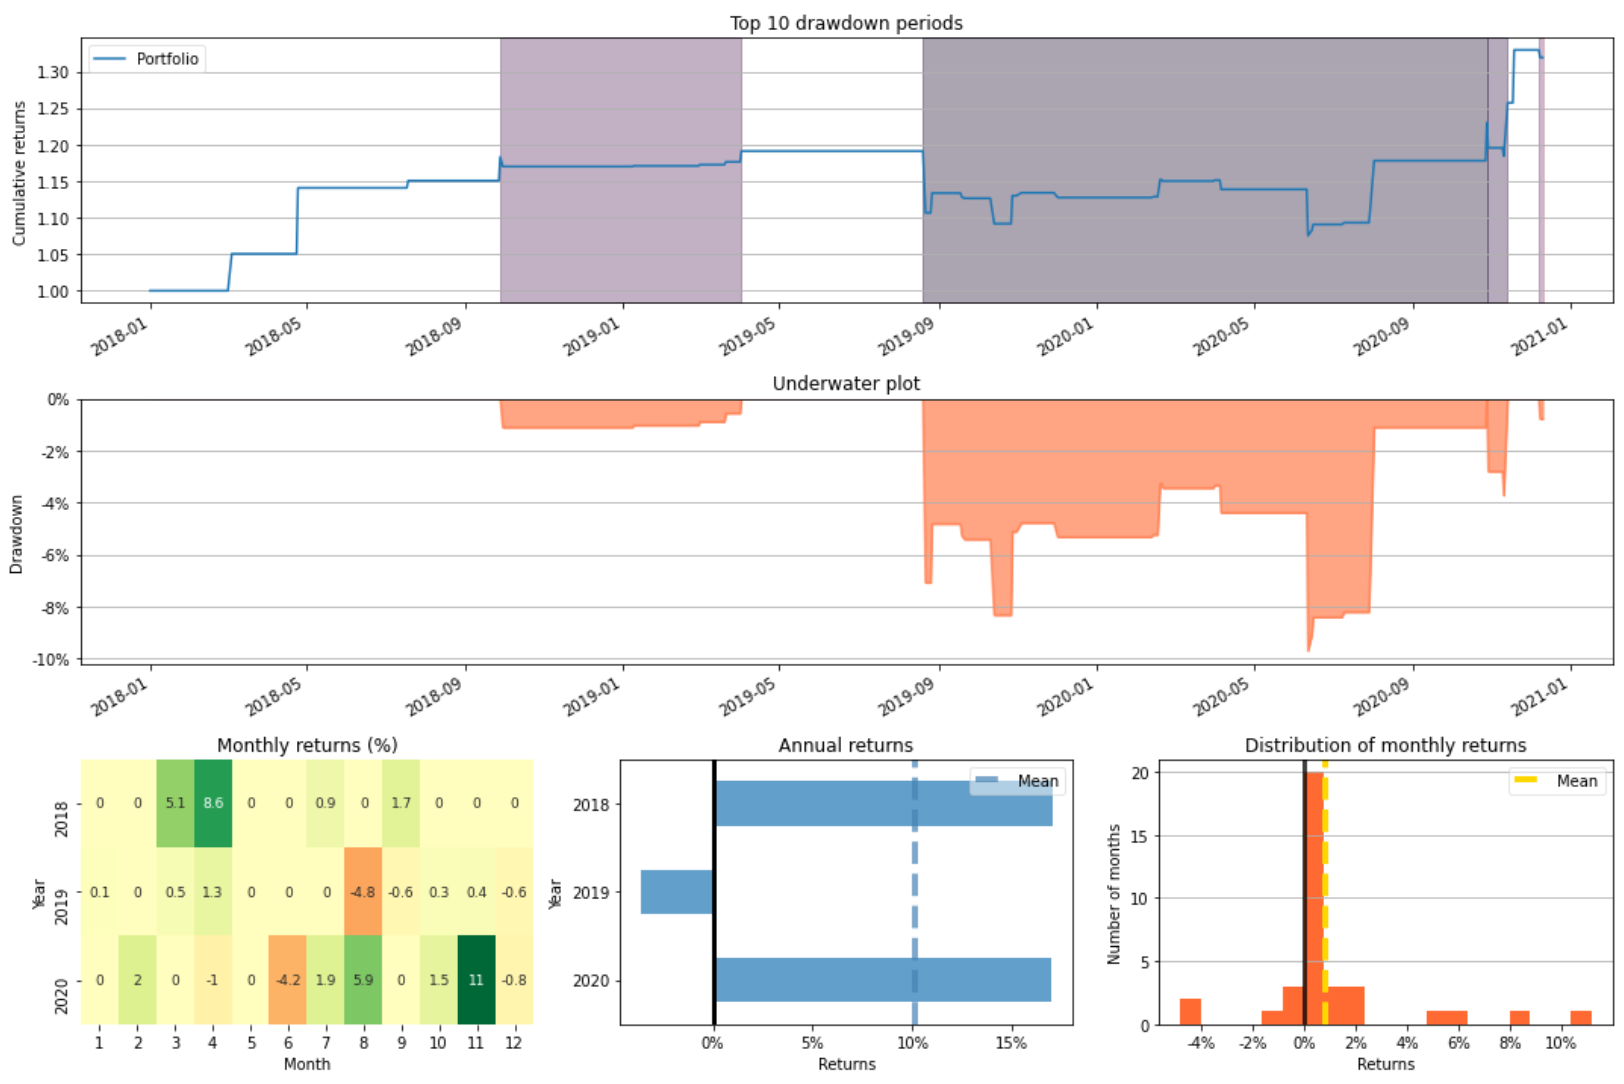 Top 10 drawdown periods
Portfolio
Cumulative returns
1.30
1.25
1.20
1.15
1.10
1.05
1.00
2018-01 2018-05 2018-09 2019-01 2019-05 2019-09 2020-01 2020-05 2020-09 2021-01
Underwater plot
Drawdown
0%
-2%
-4%
-6%
-8%
-10%
2018-01 2018-05 2018-09 2019-01 2019-05 2019-09 2020-01 2020-05 2020-09 2021-01
Monthly returns (%)
Year
2018 0 0 5.1 8.6 0 0 0.9 0 1.7 0 0 0
2019 0.1 0 0.5 1.3 0 0 0 -4.8 -0.6 0.3 0.4 -0.6
2020 0 2 0 -1 0 -4.2 1.9 5.9 0 1.5 11 -0.8
1 2 3 4 5 6 7 8 9 10 11 12
Month
Annual returns
Mean
Year
2018
2019
2020
0% 5% 10% 15%
Returns
Distribution of monthly returns
Mean
Number of months
20
15
10
5
0
-4% -2% 0% 2% 4% 6% 8% 10%
Returns